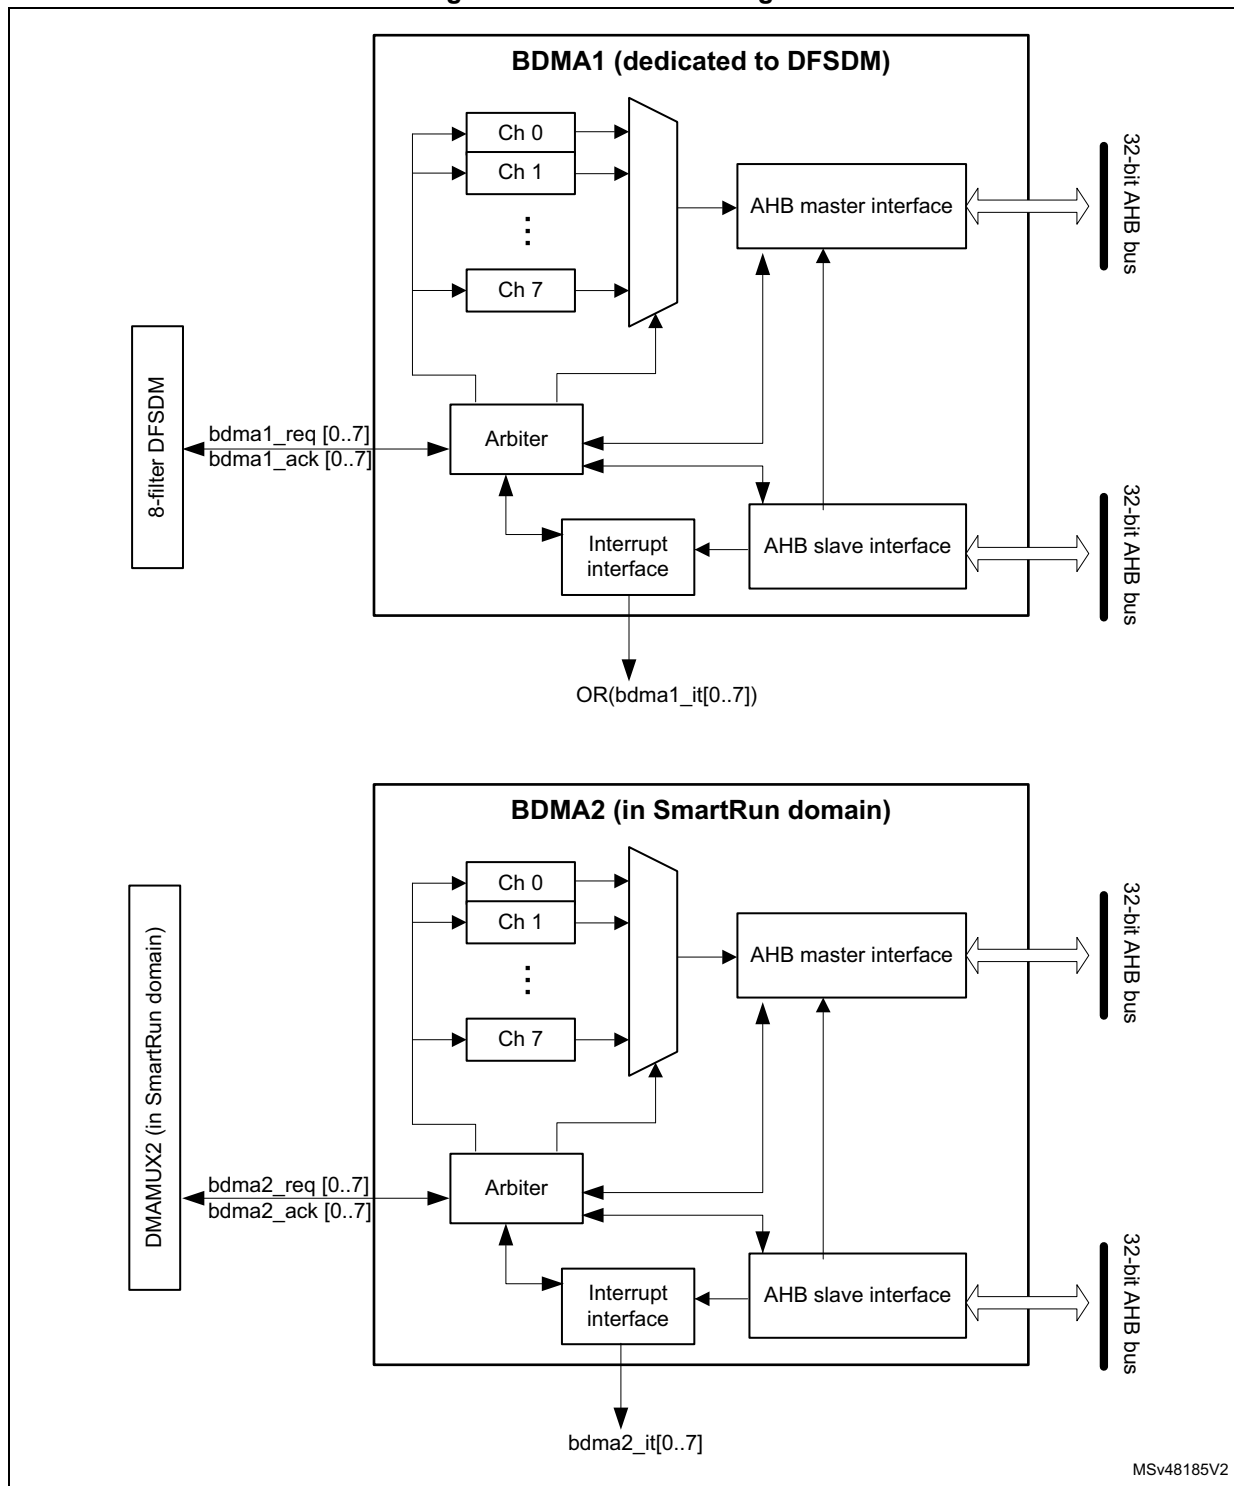 BDMA1 (dedicated to DFSDM)
Ch 0
Ch 1
Ch 7
AHB master interface
32-bit AHB bus
8-filter DFSDM
bdma1_req [0..7]
bdma1_ack [0..7]
Arbiter
Interrupt
interface
AHB slave interface
32-bit AHB bus
OR(bdma1_it[0..7])
BDMA2 (in SmartRun domain)
Ch 0
Ch 1
Ch 7
AHB master interface
32-bit AHB bus
DMAMUX2 (in SmartRun domain)
bdma2_req [0..7]
bdma2_ack [0..7]
Arbiter
Interrupt
interface
AHB slave interface
32-bit AHB bus
bdma2_it[0..7]
MSv48185V2